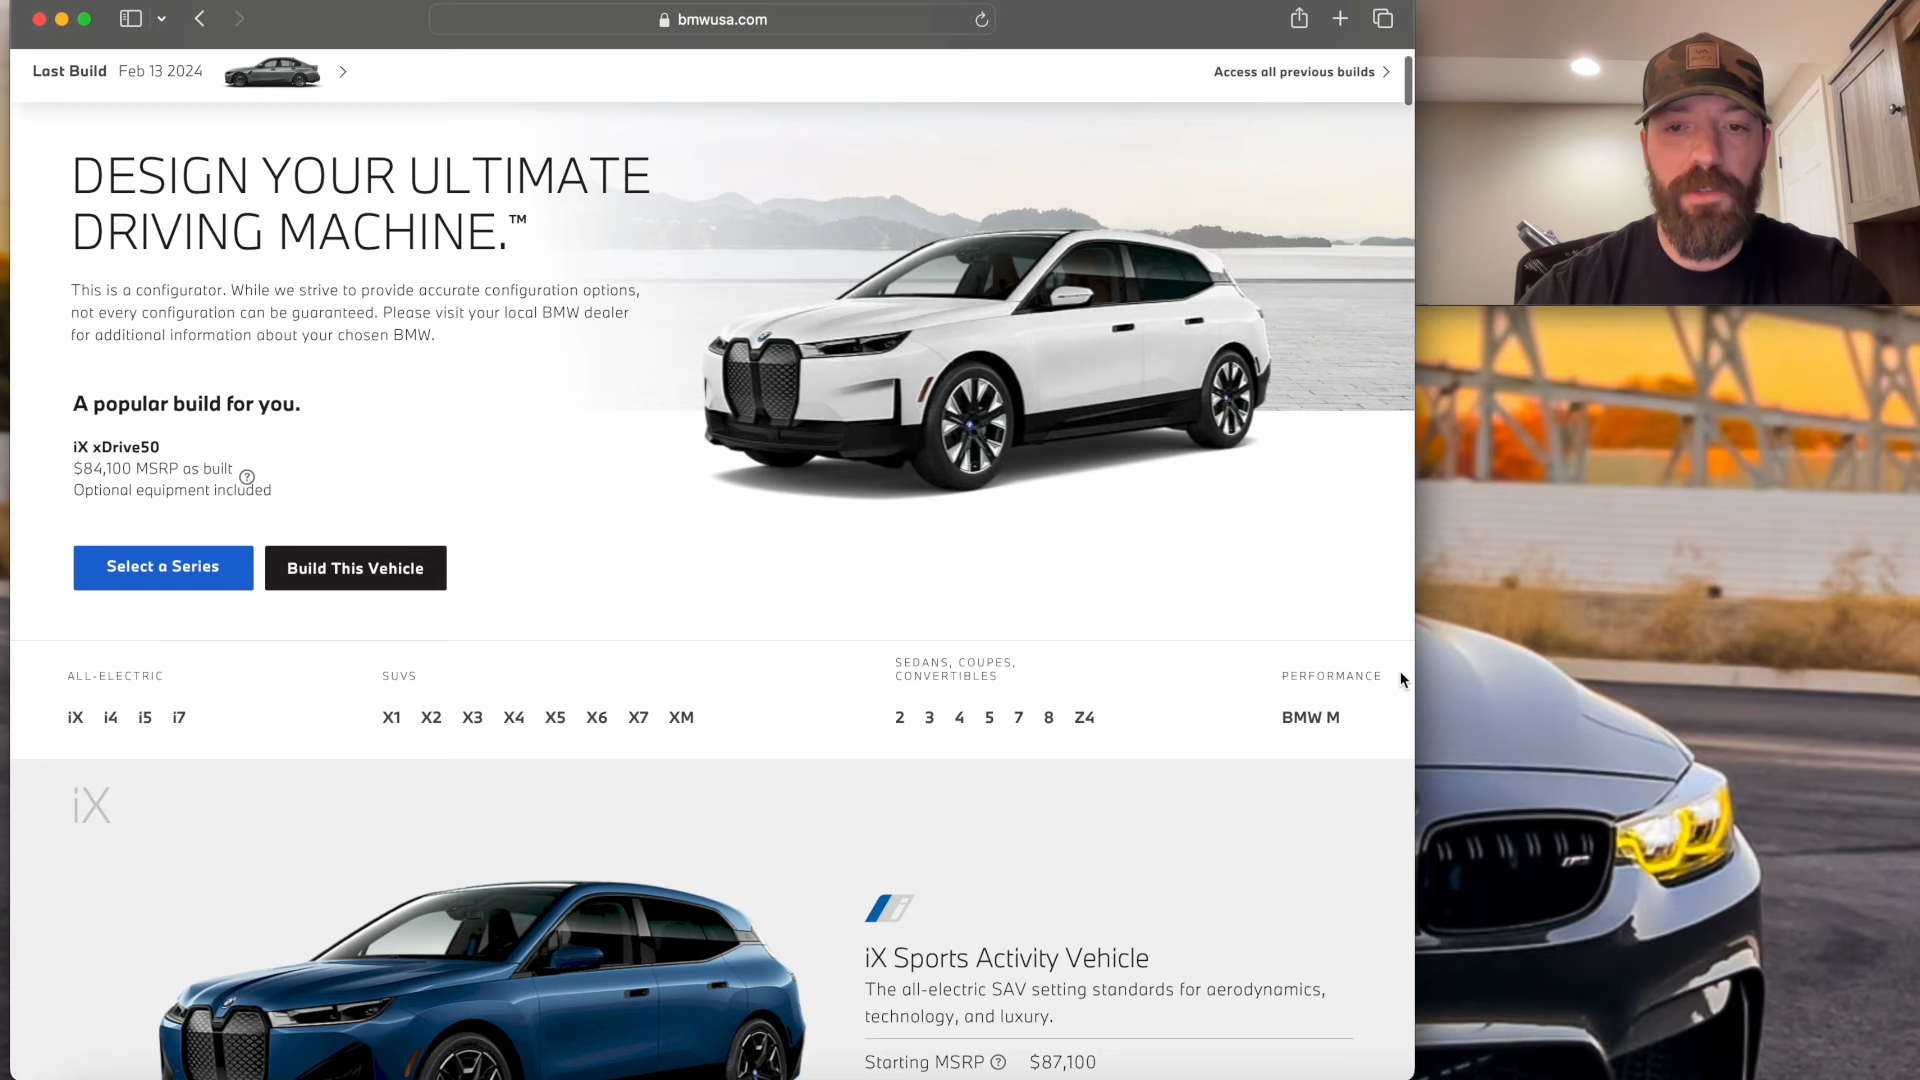 bmwusa.com
Last Build Feb 13 2024
Access all previous builds
DESIGN YOUR ULTIMATE
DRIVING MACHINE.™
This is a configurator. While we strive to provide accurate configuration options,
not every configuration can be guaranteed. Please visit your local BMW dealer
for additional information about your chosen BMW.
A popular build for you.
iX xDrive50
$84,100 MSRP as built
Optional equipment included
Select a Series
Build This Vehicle
ALL-ELECTRIC
iX i4 i5 i7
SUVS
X1 X2 X3 X4 X5 X6 X7 XM
SEDANS, COUPES,
CONVERTIBLES
2 3 4 5 7 8 Z4
PERFORMANCE
BMW M
iX
iX Sports Activity Vehicle
The all-electric SAV setting standards for aerodynamics,
technology, and luxury.
Starting MSRP $87,100